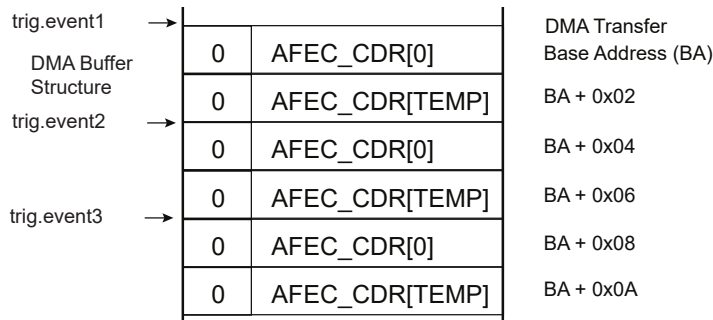 trig.event1
DMA Transfer
Base Address (BA)
DMA Buffer
Structure
0 AFEC_CDR[0]
0 AFEC_CDR[TEMP] BA + 0x02
trig.event2
0 AFEC_CDR[0] BA + 0x04
0 AFEC_CDR[TEMP] BA + 0x06
trig.event3
0 AFEC_CDR[0] BA + 0x08
0 AFEC_CDR[TEMP] BA + 0x0A